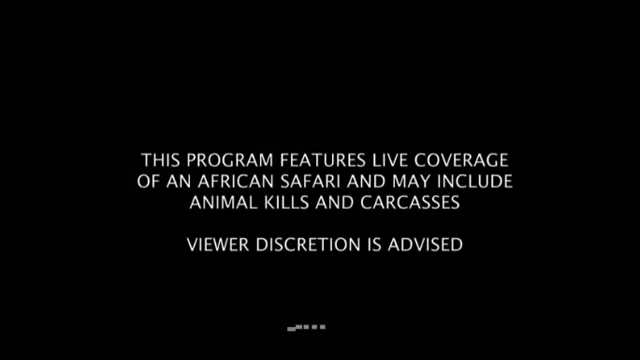 THIS PROGRAM FEATURES LIVE COVERAGE
OF AN AFRICAN SAFARI AND MAY INCLUDE
ANIMAL KILLS AND CARCASSES
VIEWER DISCRETION IS ADVISED